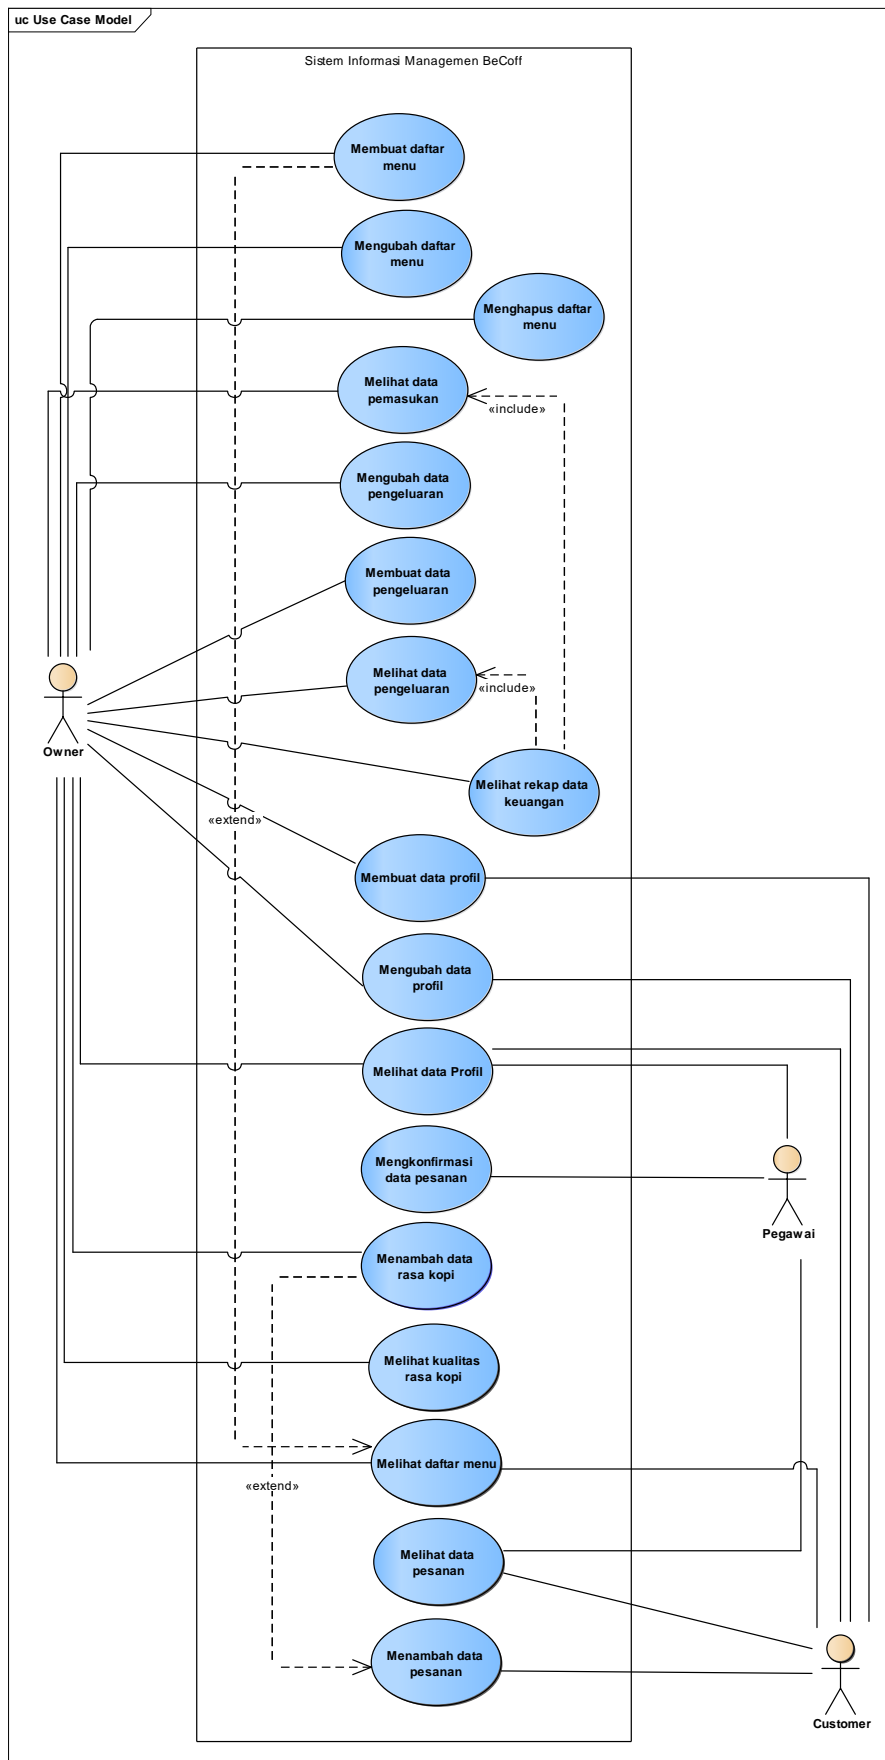 uc Use Case Model
Sistem Informasi Managemen BeCoff
Membuat daftar
menu
Mengubah daftar
menu
Menghapus daftar
menu
Melihat data
pemasukan
«include»
Mengubah data
pengeluaran
Membuat data
pengeluaran
Melihat data
pengeluaran
«include»
Owner
Melihat rekap data
keuangan
«extend»
Membuat data profil
Mengubah data
profil
Melihat data Profil
Mengkonfirmasi
data pesanan
Pegawai
Menambah data
rasa kopi
Melihat kualitas
rasa kopi
Melihat daftar menu
«extend»
Melihat data
pesanan
Menambah data
pesanan
Customer